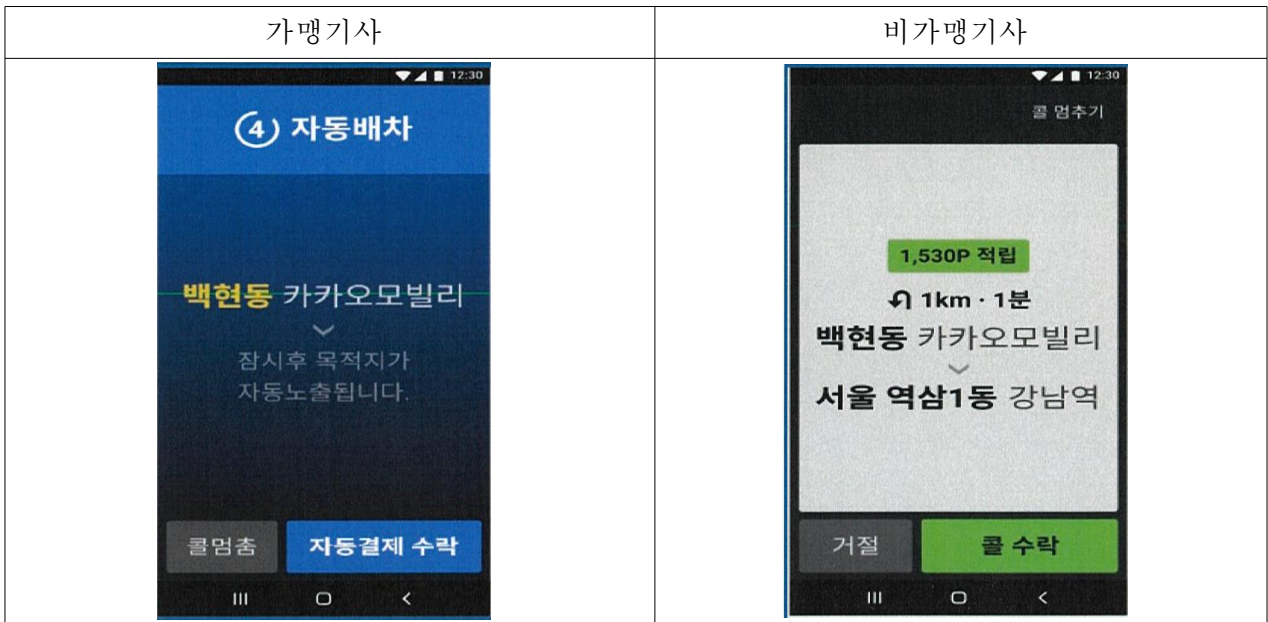 가맹기사
비가맹기사
12:30
4 자동배차
백현동 카카오모빌리
잠시후 목적지가
자동노출됩니다.
콜멈춤
자동결제 수락
12:30
콜 멈추기
1,530P 적립
1km · 1분
백현동 카카오모빌리
서울 역삼1동 강남역
거절
콜 수락